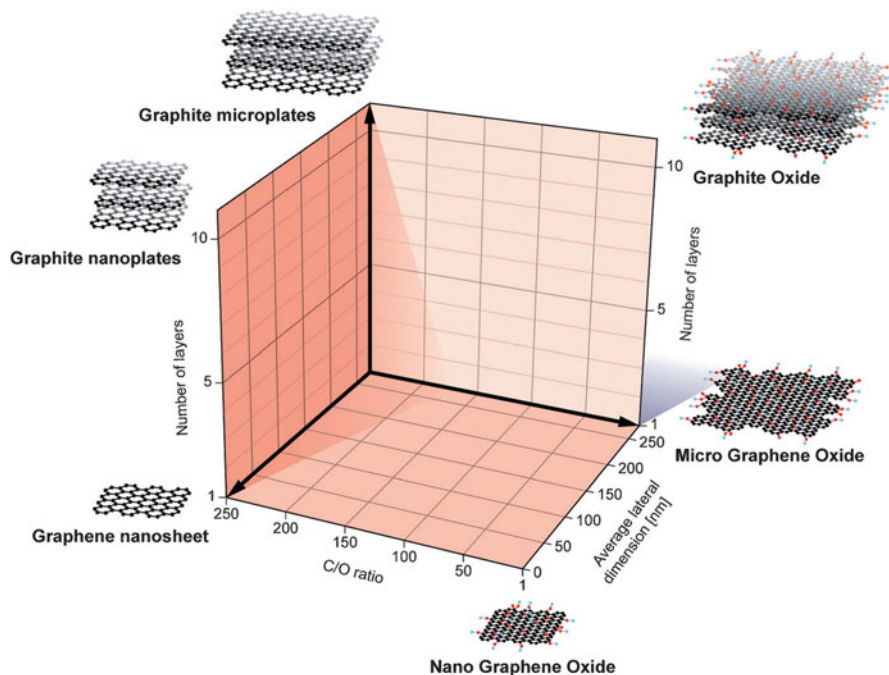 Graphite microplates
Graphite Oxide
Graphite nanoplates
10
5
1
Number of layers
10
5
1
Number of layers
Graphene nanosheet
Micro Graphene Oxide
250
200
150
100
50
1
C/O ratio
250
200
150
100
50
0
Average lateral
dimension [nm]
Nano Graphene Oxide